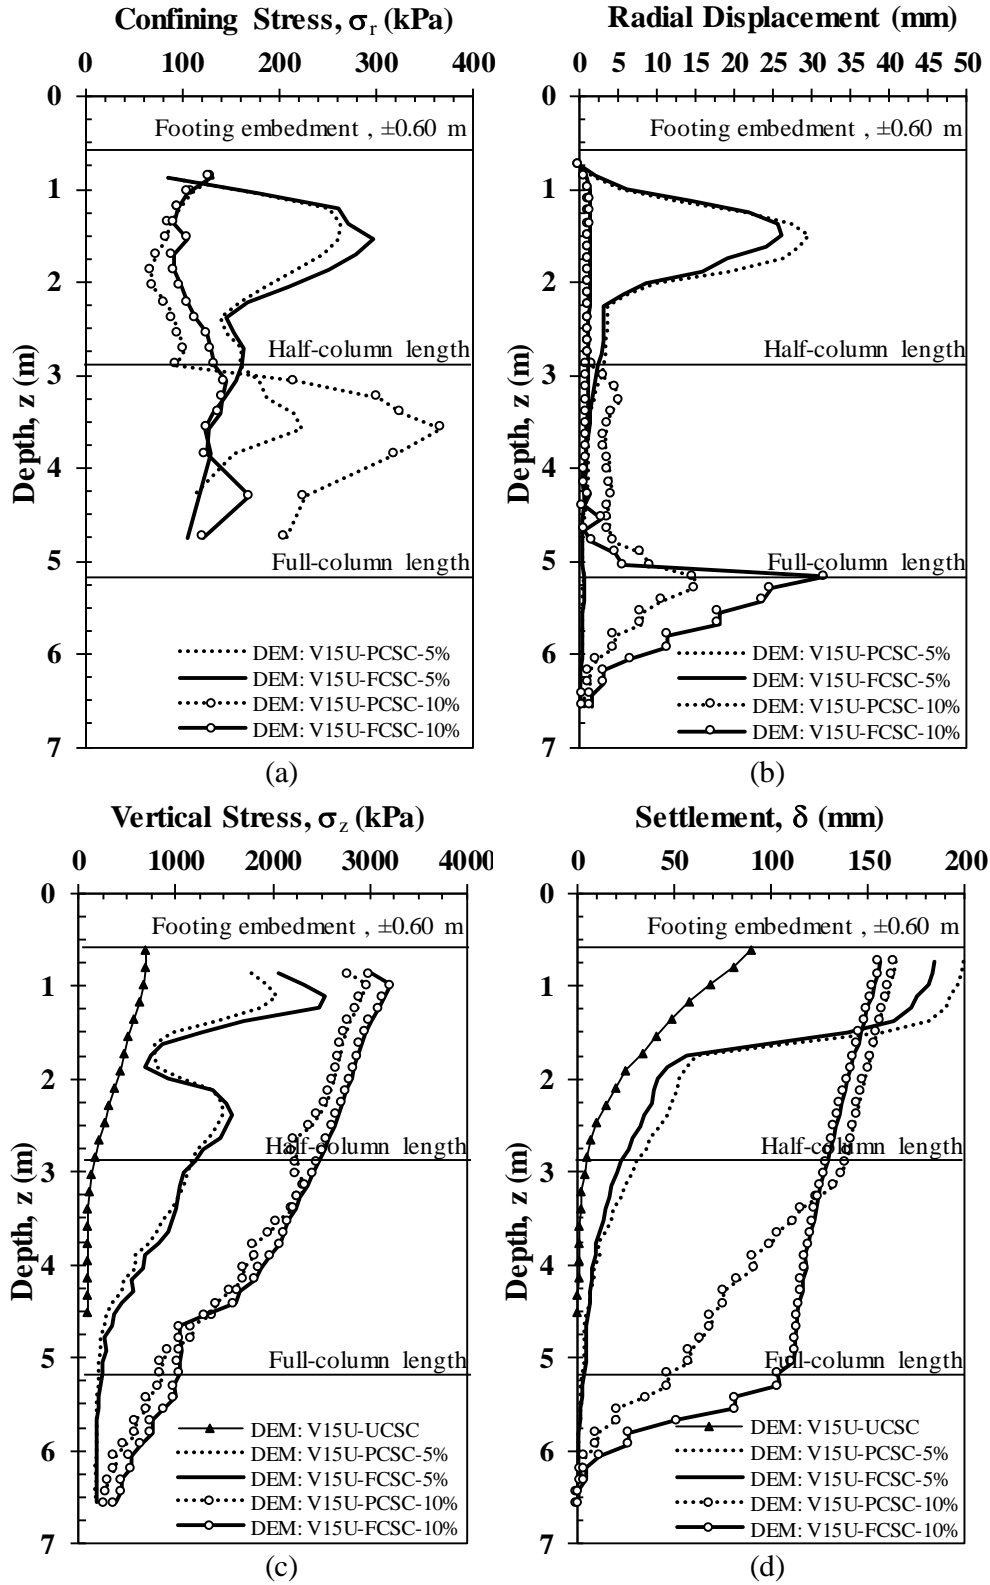 Confining Stress, σr (kPa)
0 100 200 300 400
0
1
2
3
4
5
6
7
Depth, z (m)
Footing embedment , ±0.60 m
Half-column length
Full-column length
DEM: V15U-PCSC-5%
DEM: V15U-FCSC-5%
DEM: V15U-PCSC-10%
DEM: V15U-FCSC-10%
(a)
Radial Displacement (mm)
0 5 10 15 20 25 30 35 40 45 50
0
1
2
3
4
5
6
7
Depth, z (m)
Footing embedment , ±0.60 m
Half-column length
Full-column length
DEM: V15U-PCSC-5%
DEM: V15U-FCSC-5%
DEM: V15U-PCSC-10%
DEM: V15U-FCSC-10%
(b)
Vertical Stress, σz (kPa)
0 1000 2000 3000 4000
0
1
2
3
4
5
6
7
Depth, z (m)
Footing embedment , ±0.60 m
Half-column length
Full-column length
DEM: V15U-UCSC
DEM: V15U-PCSC-5%
DEM: V15U-FCSC-5%
DEM: V15U-PCSC-10%
DEM: V15U-FCSC-10%
(c)
Settlement, δ (mm)
0 50 100 150 200
0
1
2
3
4
5
6
7
Depth, z (m)
Footing embedment , ±0.60 m
Half-column length
Full-column length
DEM: V15U-UCSC
DEM: V15U-PCSC-5%
DEM: V15U-FCSC-5%
DEM: V15U-PCSC-10%
DEM: V15U-FCSC-10%
(d)